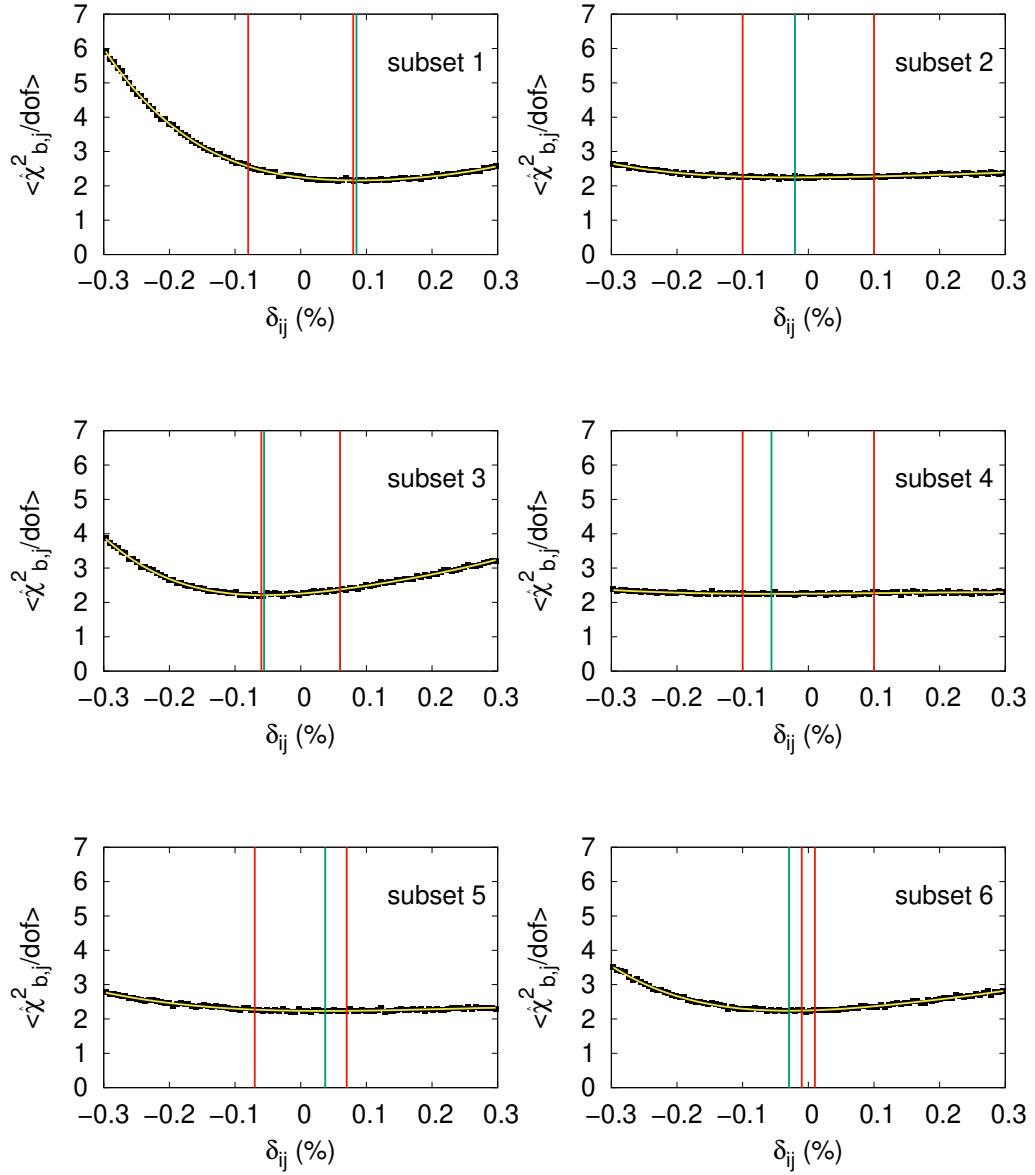 7
6
5
4
3
2
1
0
<χ̂²b,j/dof>
subset 1
−0.3 −0.2 −0.1 0 0.1 0.2 0.3
δij (%)
7
6
5
4
3
2
1
0
<χ̂²b,j/dof>
subset 2
−0.3 −0.2 −0.1 0 0.1 0.2 0.3
δij (%)
7
6
5
4
3
2
1
0
<χ̂²b,j/dof>
subset 3
−0.3 −0.2 −0.1 0 0.1 0.2 0.3
δij (%)
7
6
5
4
3
2
1
0
<χ̂²b,j/dof>
subset 4
−0.3 −0.2 −0.1 0 0.1 0.2 0.3
δij (%)
7
6
5
4
3
2
1
0
<χ̂²b,j/dof>
subset 5
−0.3 −0.2 −0.1 0 0.1 0.2 0.3
δij (%)
7
6
5
4
3
2
1
0
<χ̂²b,j/dof>
subset 6
−0.3 −0.2 −0.1 0 0.1 0.2 0.3
δij (%)